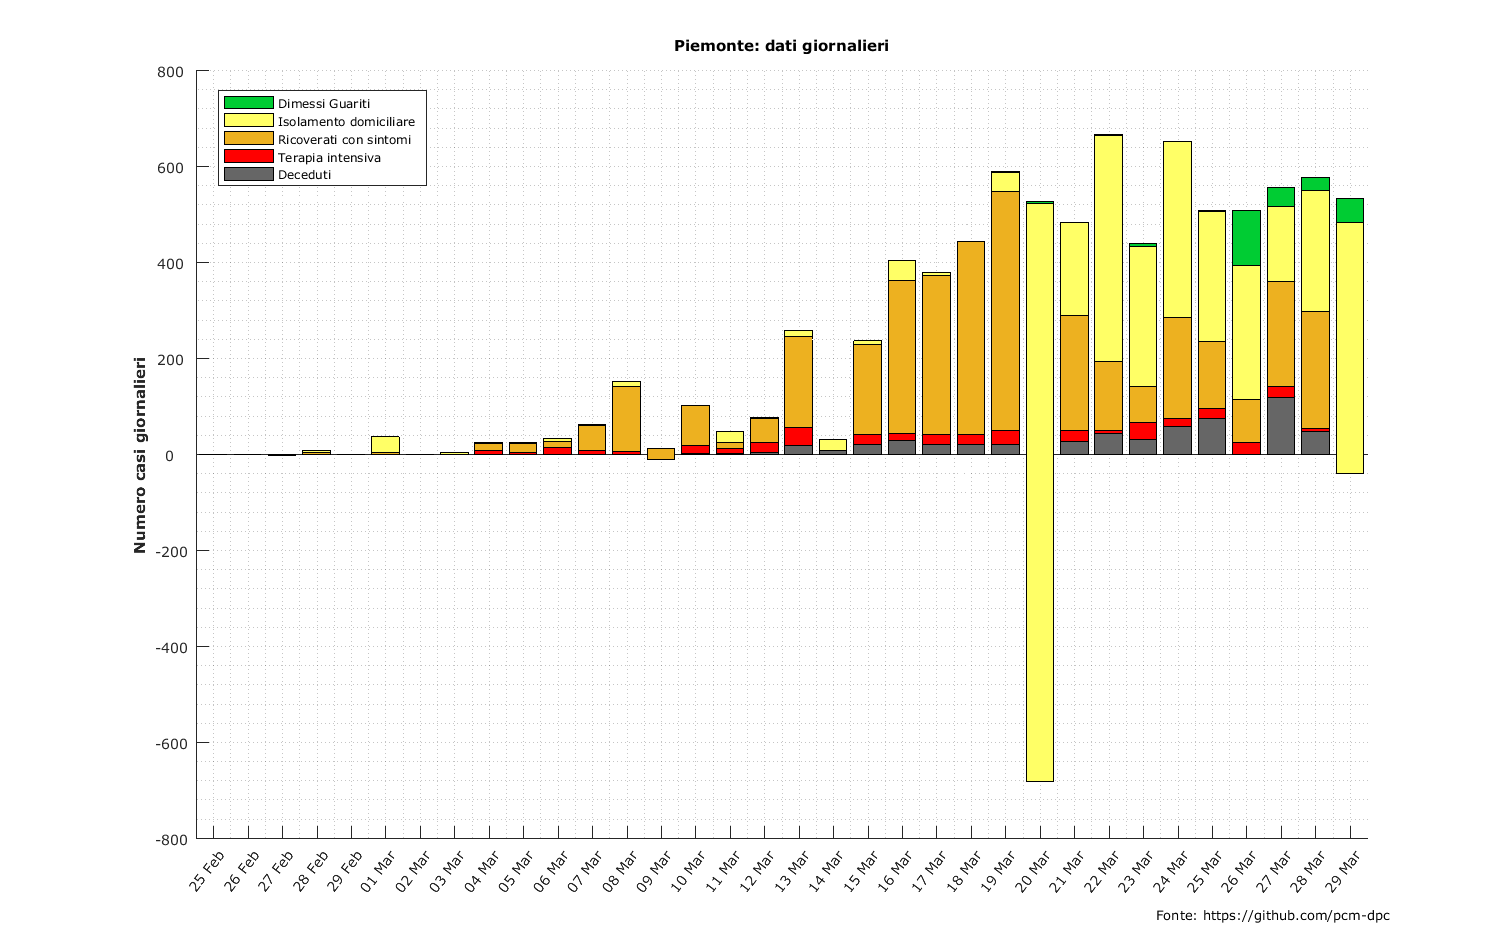 Piemonte: dati giornalieri
Dimessi Guariti
Isolamento domiciliare
Ricoverati con sintomi
Terapia intensiva
Deceduti
Numero casi giornalieri
800
600
400
200
0
-200
-400
-600
-800
25 Feb
26 Feb
27 Feb
28 Feb
29 Feb
01 Mar
02 Mar
03 Mar
04 Mar
05 Mar
06 Mar
07 Mar
08 Mar
09 Mar
10 Mar
11 Mar
12 Mar
13 Mar
14 Mar
15 Mar
16 Mar
17 Mar
18 Mar
19 Mar
20 Mar
21 Mar
22 Mar
23 Mar
24 Mar
25 Mar
26 Mar
27 Mar
28 Mar
29 Mar
Fonte: https://github.com/pcm-dpc